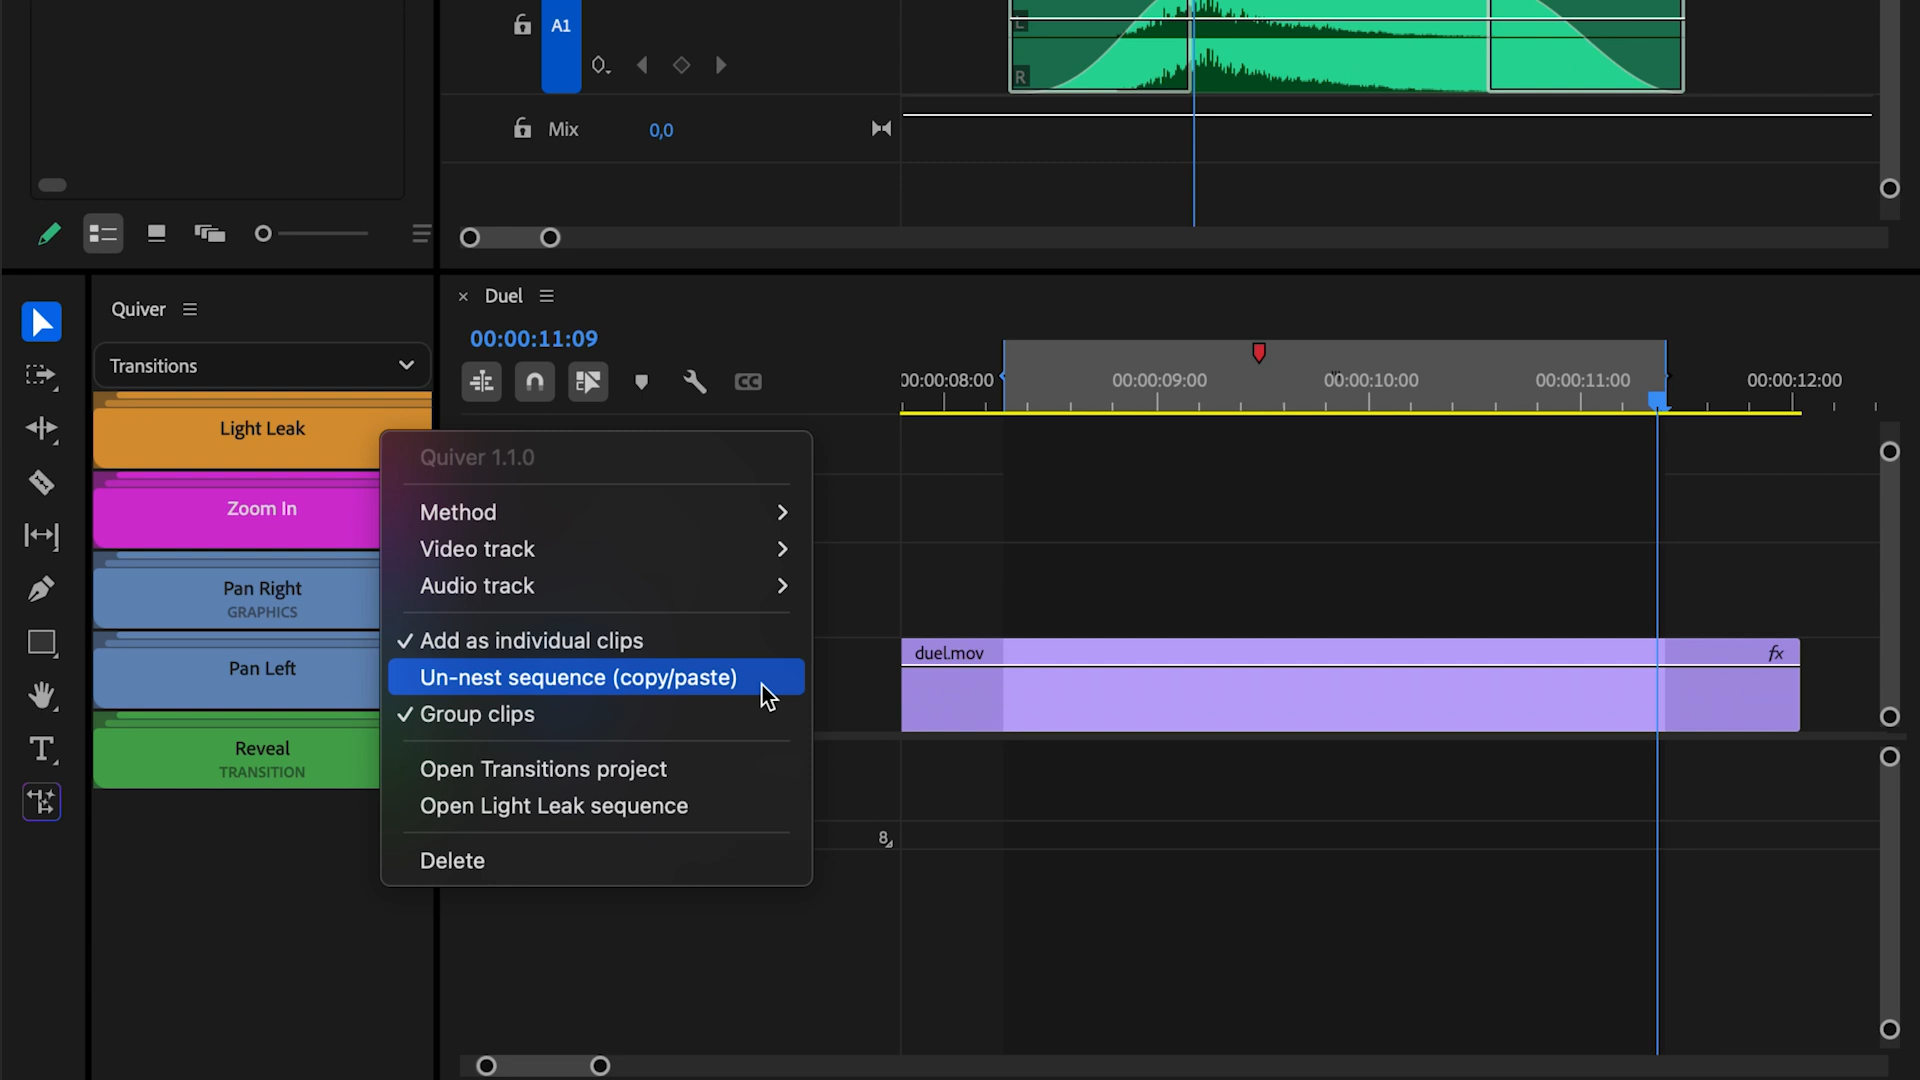 A1
L
R
Mix
0,0
Quiver
Transitions
Light Leak
Zoom In
Pan Right
GRAPHICS
Pan Left
Reveal
TRANSITION
Quiver 1.1.0
Method
Video track
Audio track
Add as individual clips
Un-nest sequence (copy/paste)
Group clips
Open Transitions project
Open Light Leak sequence
Delete
Duel
00:00:11:09
CC
00:00:08:00
00:00:09:00
00:00:10:00
00:00:11:00
00:00:12:00
duel.mov
fx
8